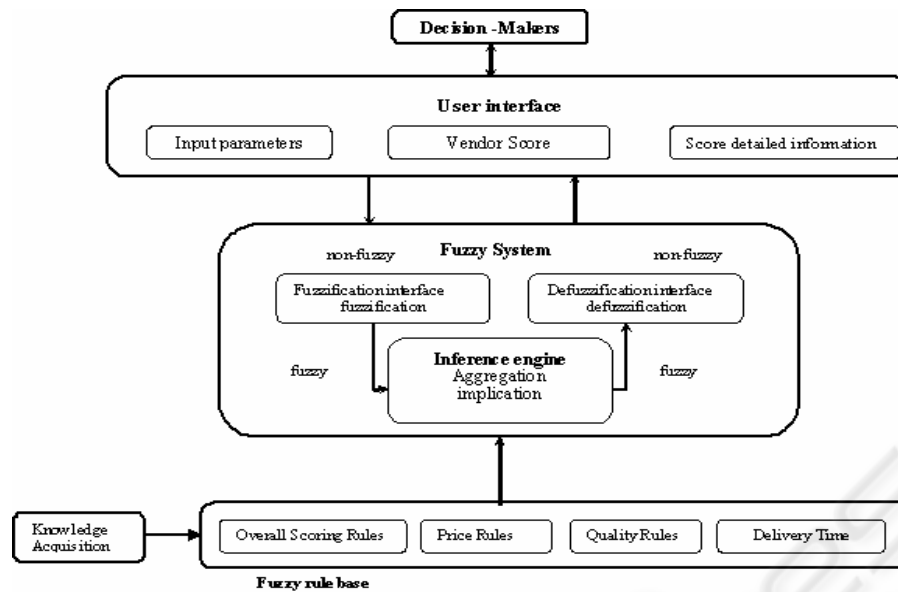 Decision -Makers
User interface
Input parameters
Vendor Score
Score detailed information
Fuzzy System
non-fuzzy
non-fuzzy
Fuzzification interface
fuzzification
Defuzzification interface
defuzzification
Inference engine
Aggregation
implication
fuzzy
fuzzy
Knowledge
Acquisition
Overall Scoring Rules
Price Rules
Quality Rules
Delivery Time
Fuzzy rule base